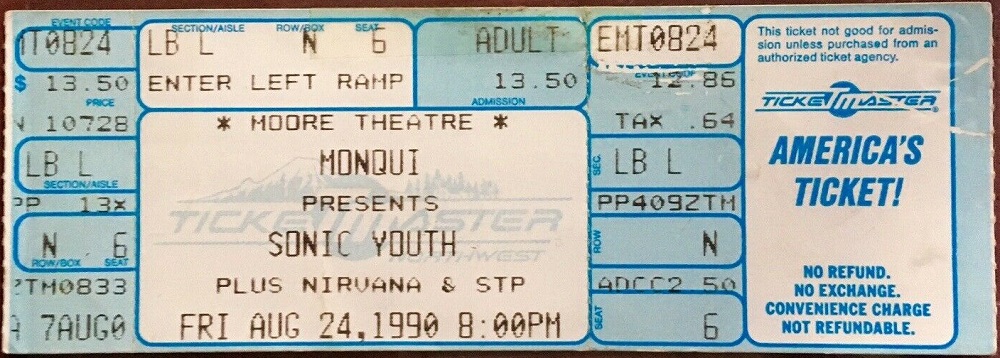 EVENT CODE
MT0824
$ 13.50
PRICE
10728
LB L
SECTION/AISLE
PP 13x
N 6
ROW/BOX SEAT
ZTM0833
A 7AUG0
SECTION/AISLE ROW/BOX SEAT
LB L N 6
ENTER LEFT RAMP
ADULT
13.50
ADMISSION
* MOORE THEATRE *
MONQUI
PRESENTS
SONIC YOUTH
PLUS NIRVANA & STP
FRI AUG 24,1990 8:00PM
TICKETMASTER
NORTHWEST
EMT0824
12.86
TAX .64
SEC.
LB L
PP409ZTM
ROW
N
ADCC2 50
SEAT
6
This ticket not good for admis-
sion unless purchased from an
authorized ticket agency.
TICKETMASTER®
AMERICA'S
TICKET!
NO REFUND.
NO EXCHANGE.
CONVENIENCE CHARGE
NOT REFUNDABLE.